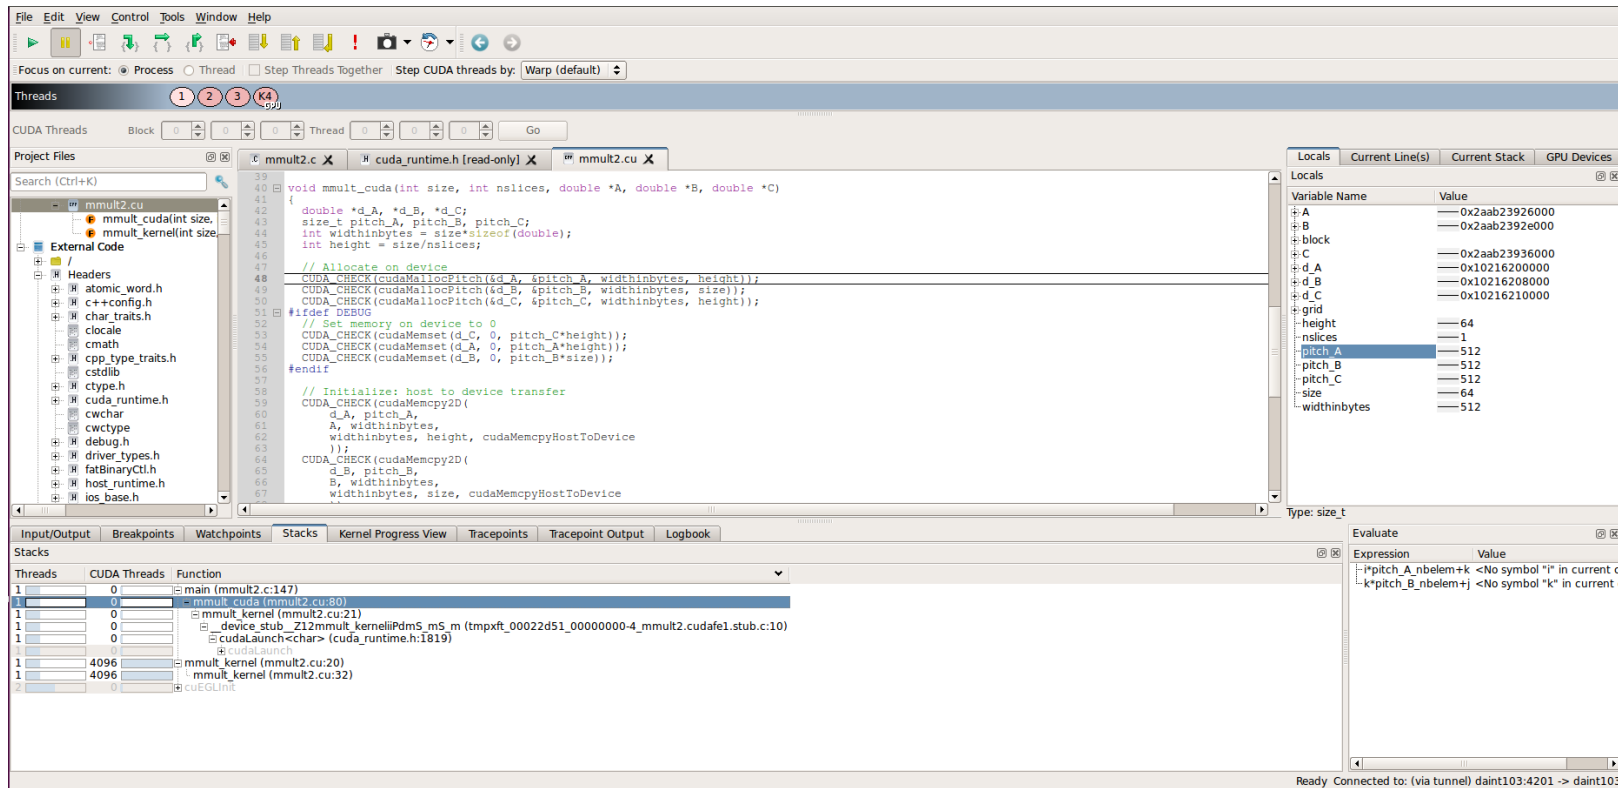 File Edit View Control Tools Window Help
Focus on current: Process Thread Step Threads Together Step CUDA threads by: Warp (default)
Threads 1 2 3 K4 GPU
CUDA Threads Block 0 0 0 Thread 0 0 0 Go
Project Files
Search (Ctrl+K)
mmult2.cu
mmult_cuda(int size,
mmult_kernel(int size,
External Code
/
Headers
atomic_word.h
c++config.h
char_traits.h
clocale
cmath
cpp_type_traits.h
cstdlib
ctype.h
cuda_runtime.h
cwchar
cwctype
debug.h
driver_types.h
fatBinaryCtl.h
host_runtime.h
ios_base.h
mmult2.c cuda_runtime.h [read-only] mmult2.cu
39
40 void mmult_cuda(int size, int nslices, double *A, double *B, double *C)
41 {
42 double *d_A, *d_B, *d_C;
43 size_t pitch_A, pitch_B, pitch_C;
44 int widthinbytes = size*sizeof(double);
45 int height = size/nslices;
46
47 // Allocate on device
48 CUDA_CHECK(cudaMallocPitch(&d_A, &pitch_A, widthinbytes, height));
49 CUDA_CHECK(cudaMallocPitch(&d_B, &pitch_B, widthinbytes, size));
50 CUDA_CHECK(cudaMallocPitch(&d_C, &pitch_C, widthinbytes, height));
51 #ifdef DEBUG
52 // Set memory on device to 0
53 CUDA_CHECK(cudaMemset(d_C, 0, pitch_C*height));
54 CUDA_CHECK(cudaMemset(d_A, 0, pitch_A*height));
55 CUDA_CHECK(cudaMemset(d_B, 0, pitch_B*size));
56 #endif
57
58 // Initialize: host to device transfer
59 CUDA_CHECK(cudaMemcpy2D(
60 d_A, pitch_A,
61 A, widthinbytes,
62 widthinbytes, height, cudaMemcpyHostToDevice
63 ));
64 CUDA_CHECK(cudaMemcpy2D(
65 d_B, pitch_B,
66 B, widthinbytes,
67 widthinbytes, size, cudaMemcpyHostToDevice
Locals Current Line(s) Current Stack GPU Devices
Locals
Variable Name Value
A 0x2aab23926000
B 0x2aab2392e000
block
C 0x2aab23936000
d_A 0x10216200000
d_B 0x10216208000
d_C 0x10216210000
grid
height 64
nslices 1
pitch_A 512
pitch_B 512
pitch_C 512
size 64
widthinbytes 512
Type: size_t
Input/Output Breakpoints Watchpoints Stacks Kernel Progress View Tracepoints Tracepoint Output Logbook
Stacks
Threads CUDA Threads Function
1 0 main (mmult2.c:147)
1 0 mmult_cuda (mmult2.cu:80)
1 0 mmult_kernel (mmult2.cu:21)
1 0 __device_stub__Z12mmult_kerneliiPdmS_mS_m (tmpxft_00022d51_00000000-4_mmult2.cudafe1.stub.c:10)
1 0 cudaLaunch<char> (cuda_runtime.h:1819)
1 0 cudaLaunch
1 4096 mmult_kernel (mmult2.cu:20)
1 4096 mmult_kernel (mmult2.cu:32)
2 0 cuEGLInit
Evaluate
Expression Value
i*pitch_A_nbelem+k <No symbol "i" in current
k*pitch_B_nbelem+j <No symbol "k" in current
Ready Connected to: (via tunnel) daint103:4201 -> daint103